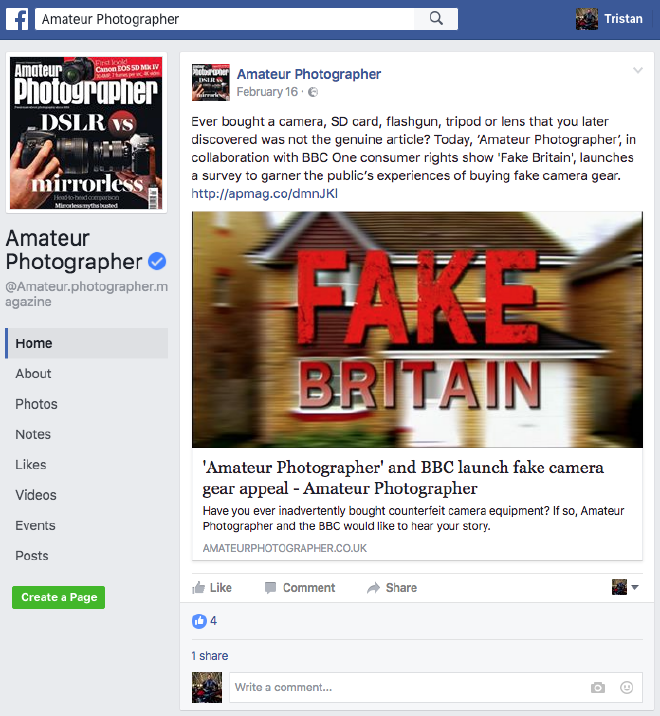 Amateur Photographer
Tristan
First look!
Canon EOS 5D Mk IV
Amateur
Photographer
DSLR vs
mirrorless
Head-to-head comparison
Mirrorless myths busted
Amateur
Photographer
@Amateur.photographer.m
agazine
Home
About
Photos
Notes
Likes
Videos
Events
Posts
Create a Page
Amateur Photographer
February 16 ·
Ever bought a camera, SD card, flashgun, tripod or lens that you later
discovered was not the genuine article? Today, ‘Amateur Photographer’, in
collaboration with BBC One consumer rights show 'Fake Britain', launches
a survey to garner the public’s experiences of buying fake camera gear.
http://apmag.co/dmnJKl
FAKE
BRITAIN
'Amateur Photographer' and BBC launch fake camera
gear appeal - Amateur Photographer
Have you ever inadvertently bought counterfeit camera equipment? If so, Amateur
Photographer and the BBC would like to hear your story.
AMATEURPHOTOGRAPHER.CO.UK
Like
Comment
Share
4
1 share
Write a comment...